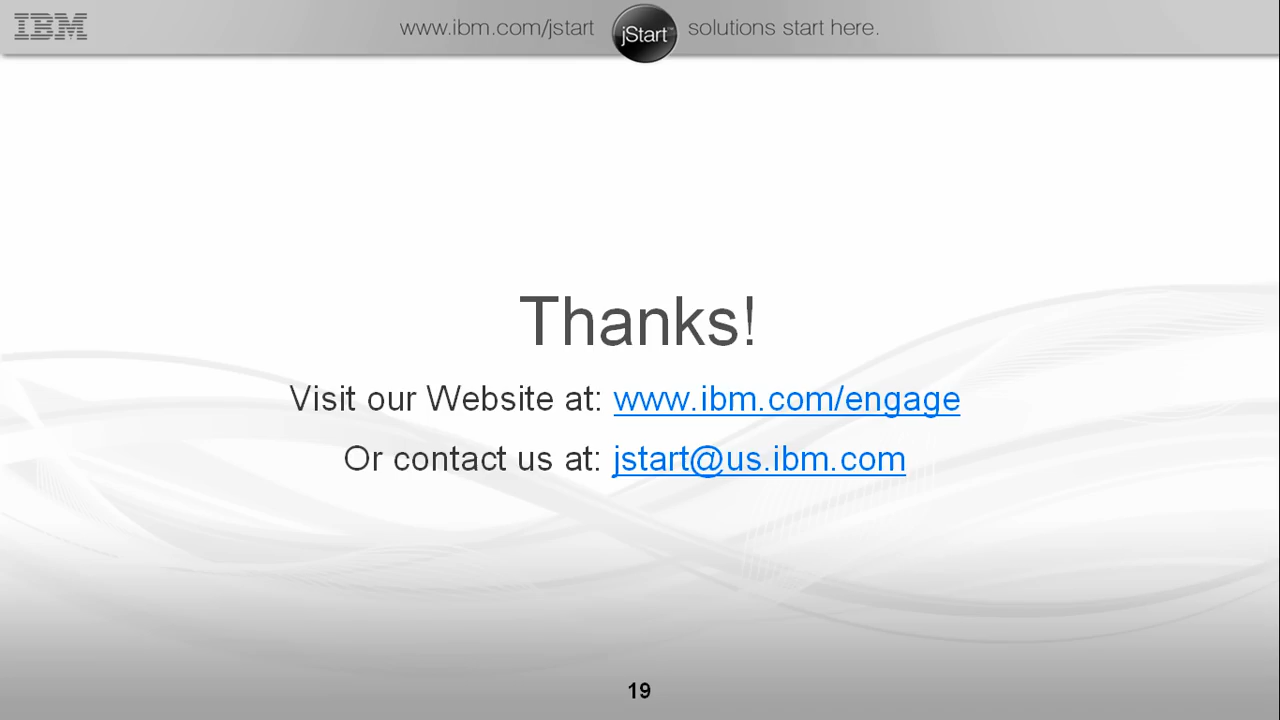 IBM
www.ibm.com/jstart jStart™ solutions start here.
Thanks!
Visit our Website at: www.ibm.com/engage
Or contact us at: jstart@us.ibm.com
19